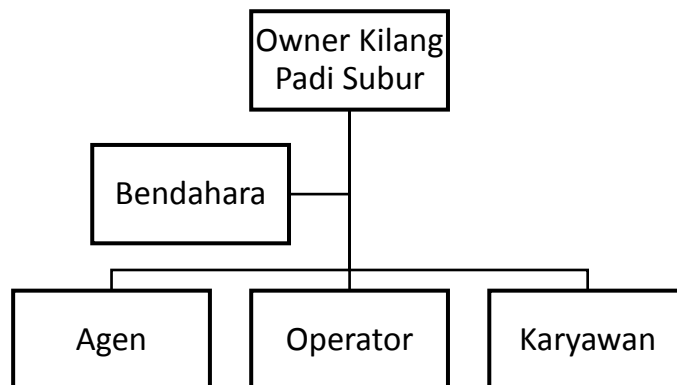 Owner Kilang
Padi Subur
Bendahara
Agen
Operator
Karyawan